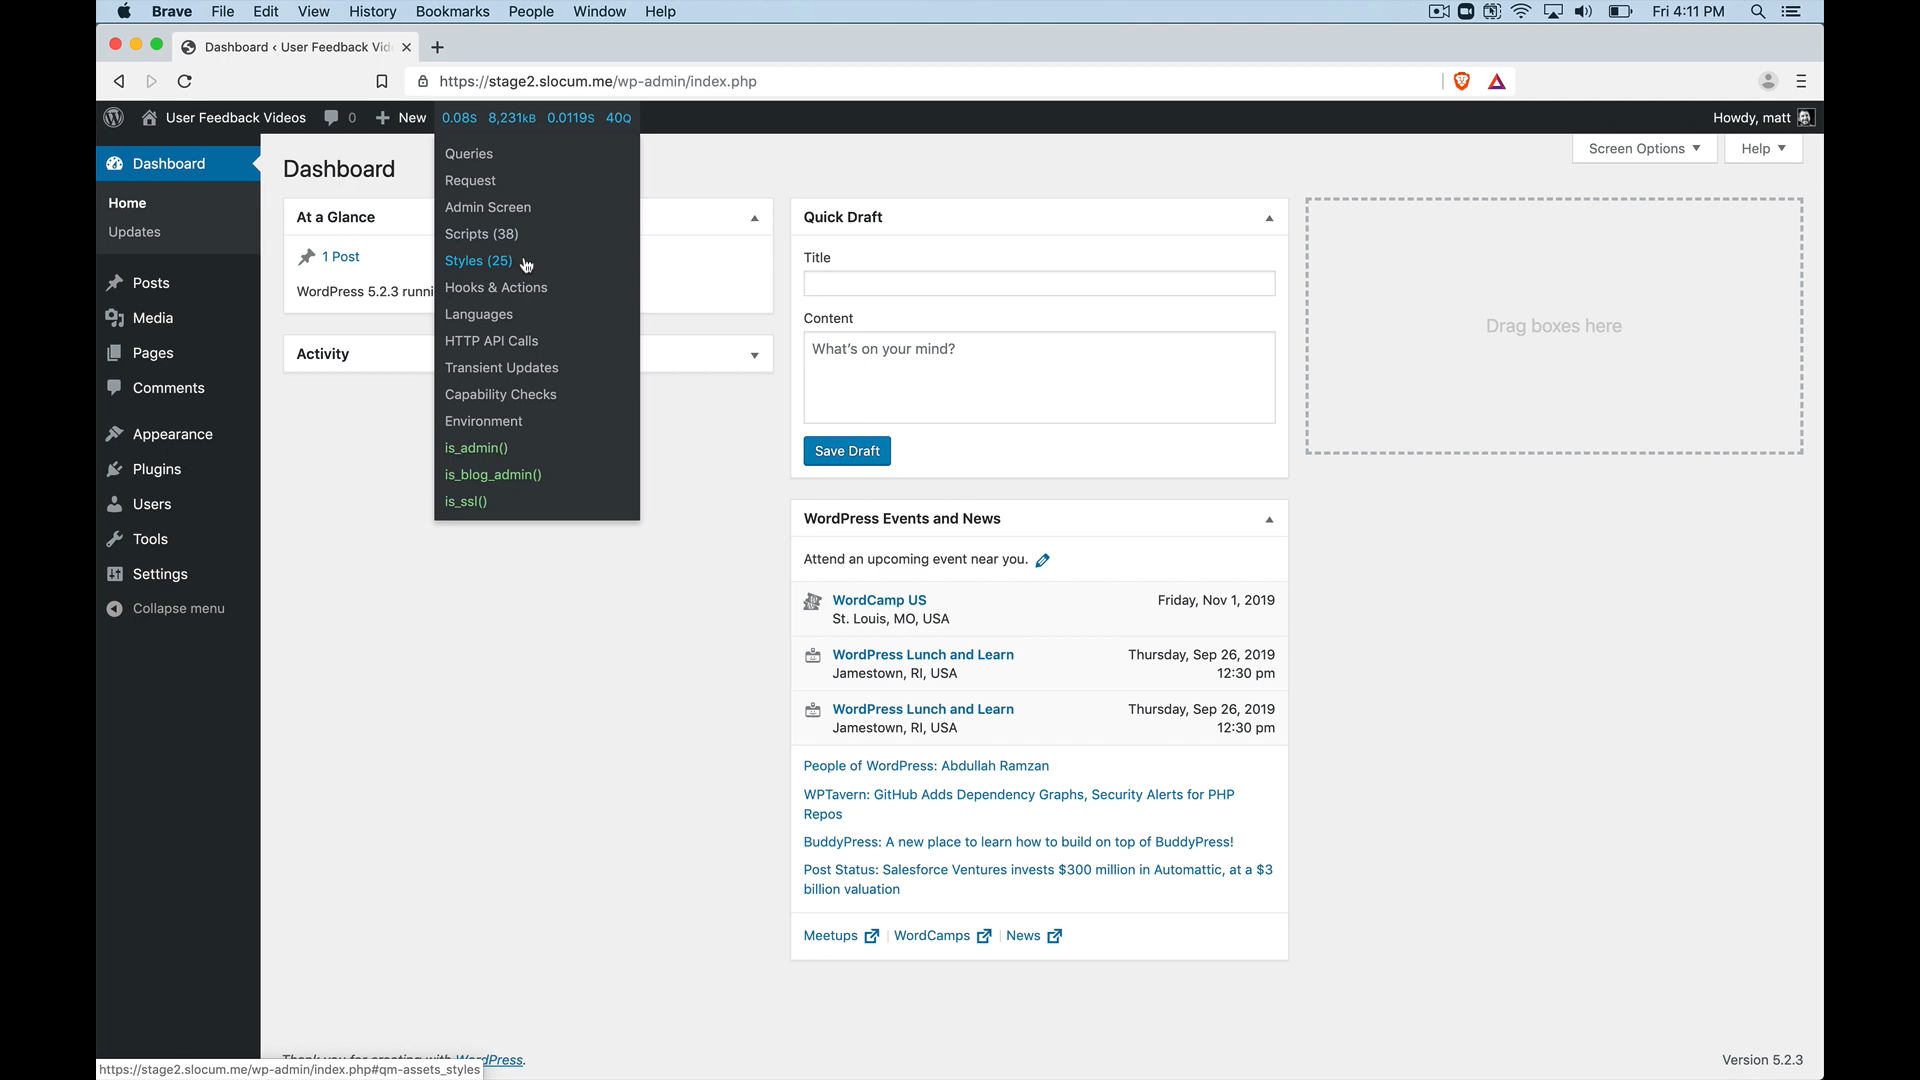 Brave File Edit View History Bookmarks People Window Help Fri 4:11 PM
Dashboard ‹ User Feedback Vid
https://stage2.slocum.me/wp-admin/index.php
User Feedback Videos 0 New 0.08S 8,231kB 0.0119S 40Q Howdy, matt
Dashboard
Home
Updates
Posts
Media
Pages
Comments
Appearance
Plugins
Users
Tools
Settings
Collapse menu
Queries
Request
Admin Screen
Scripts (38)
Styles (25)
Hooks & Actions
Languages
HTTP API Calls
Transient Updates
Capability Checks
Environment
is_admin()
is_blog_admin()
is_ssl()
Screen Options Help
Dashboard
At a Glance
1 Post
WordPress 5.2.3 runni
Activity
Quick Draft
Title
Content
What's on your mind?
Save Draft
WordPress Events and News
Attend an upcoming event near you.
WordCamp US Friday, Nov 1, 2019
St. Louis, MO, USA
WordPress Lunch and Learn Thursday, Sep 26, 2019
Jamestown, RI, USA 12:30 pm
WordPress Lunch and Learn Thursday, Sep 26, 2019
Jamestown, RI, USA 12:30 pm
People of WordPress: Abdullah Ramzan
WPTavern: GitHub Adds Dependency Graphs, Security Alerts for PHP
Repos
BuddyPress: A new place to learn how to build on top of BuddyPress!
Post Status: Salesforce Ventures invests $300 million in Automattic, at a $3
billion valuation
Meetups | WordCamps | News
Drag boxes here
Thank you for creating with WordPress. Version 5.2.3
https://stage2.slocum.me/wp-admin/index.php#qm-assets_styles